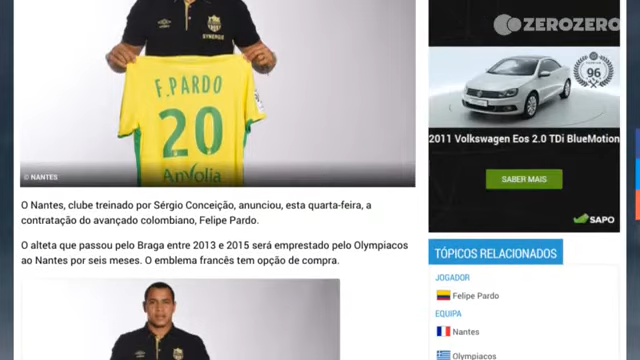 SYNERGIE
F.PARDO
20
© NANTES
O Nantes, clube treinado por Sérgio Conceição, anunciou, esta quarta-feira, a
contratação do avançado colombiano, Felipe Pardo.
O alteta que passou pelo Braga entre 2013 e 2015 será emprestado pelo Olympiacos
ao Nantes por seis meses. O emblema francês tem opção de compra.
ZEROZERO
96
2011 Volkswagen Eos 2.0 TDi BlueMotion
SABER MAIS
SAPO
TÓPICOS RELACIONADOS
JOGADOR
Felipe Pardo
EQUIPA
Nantes
Olympiacos